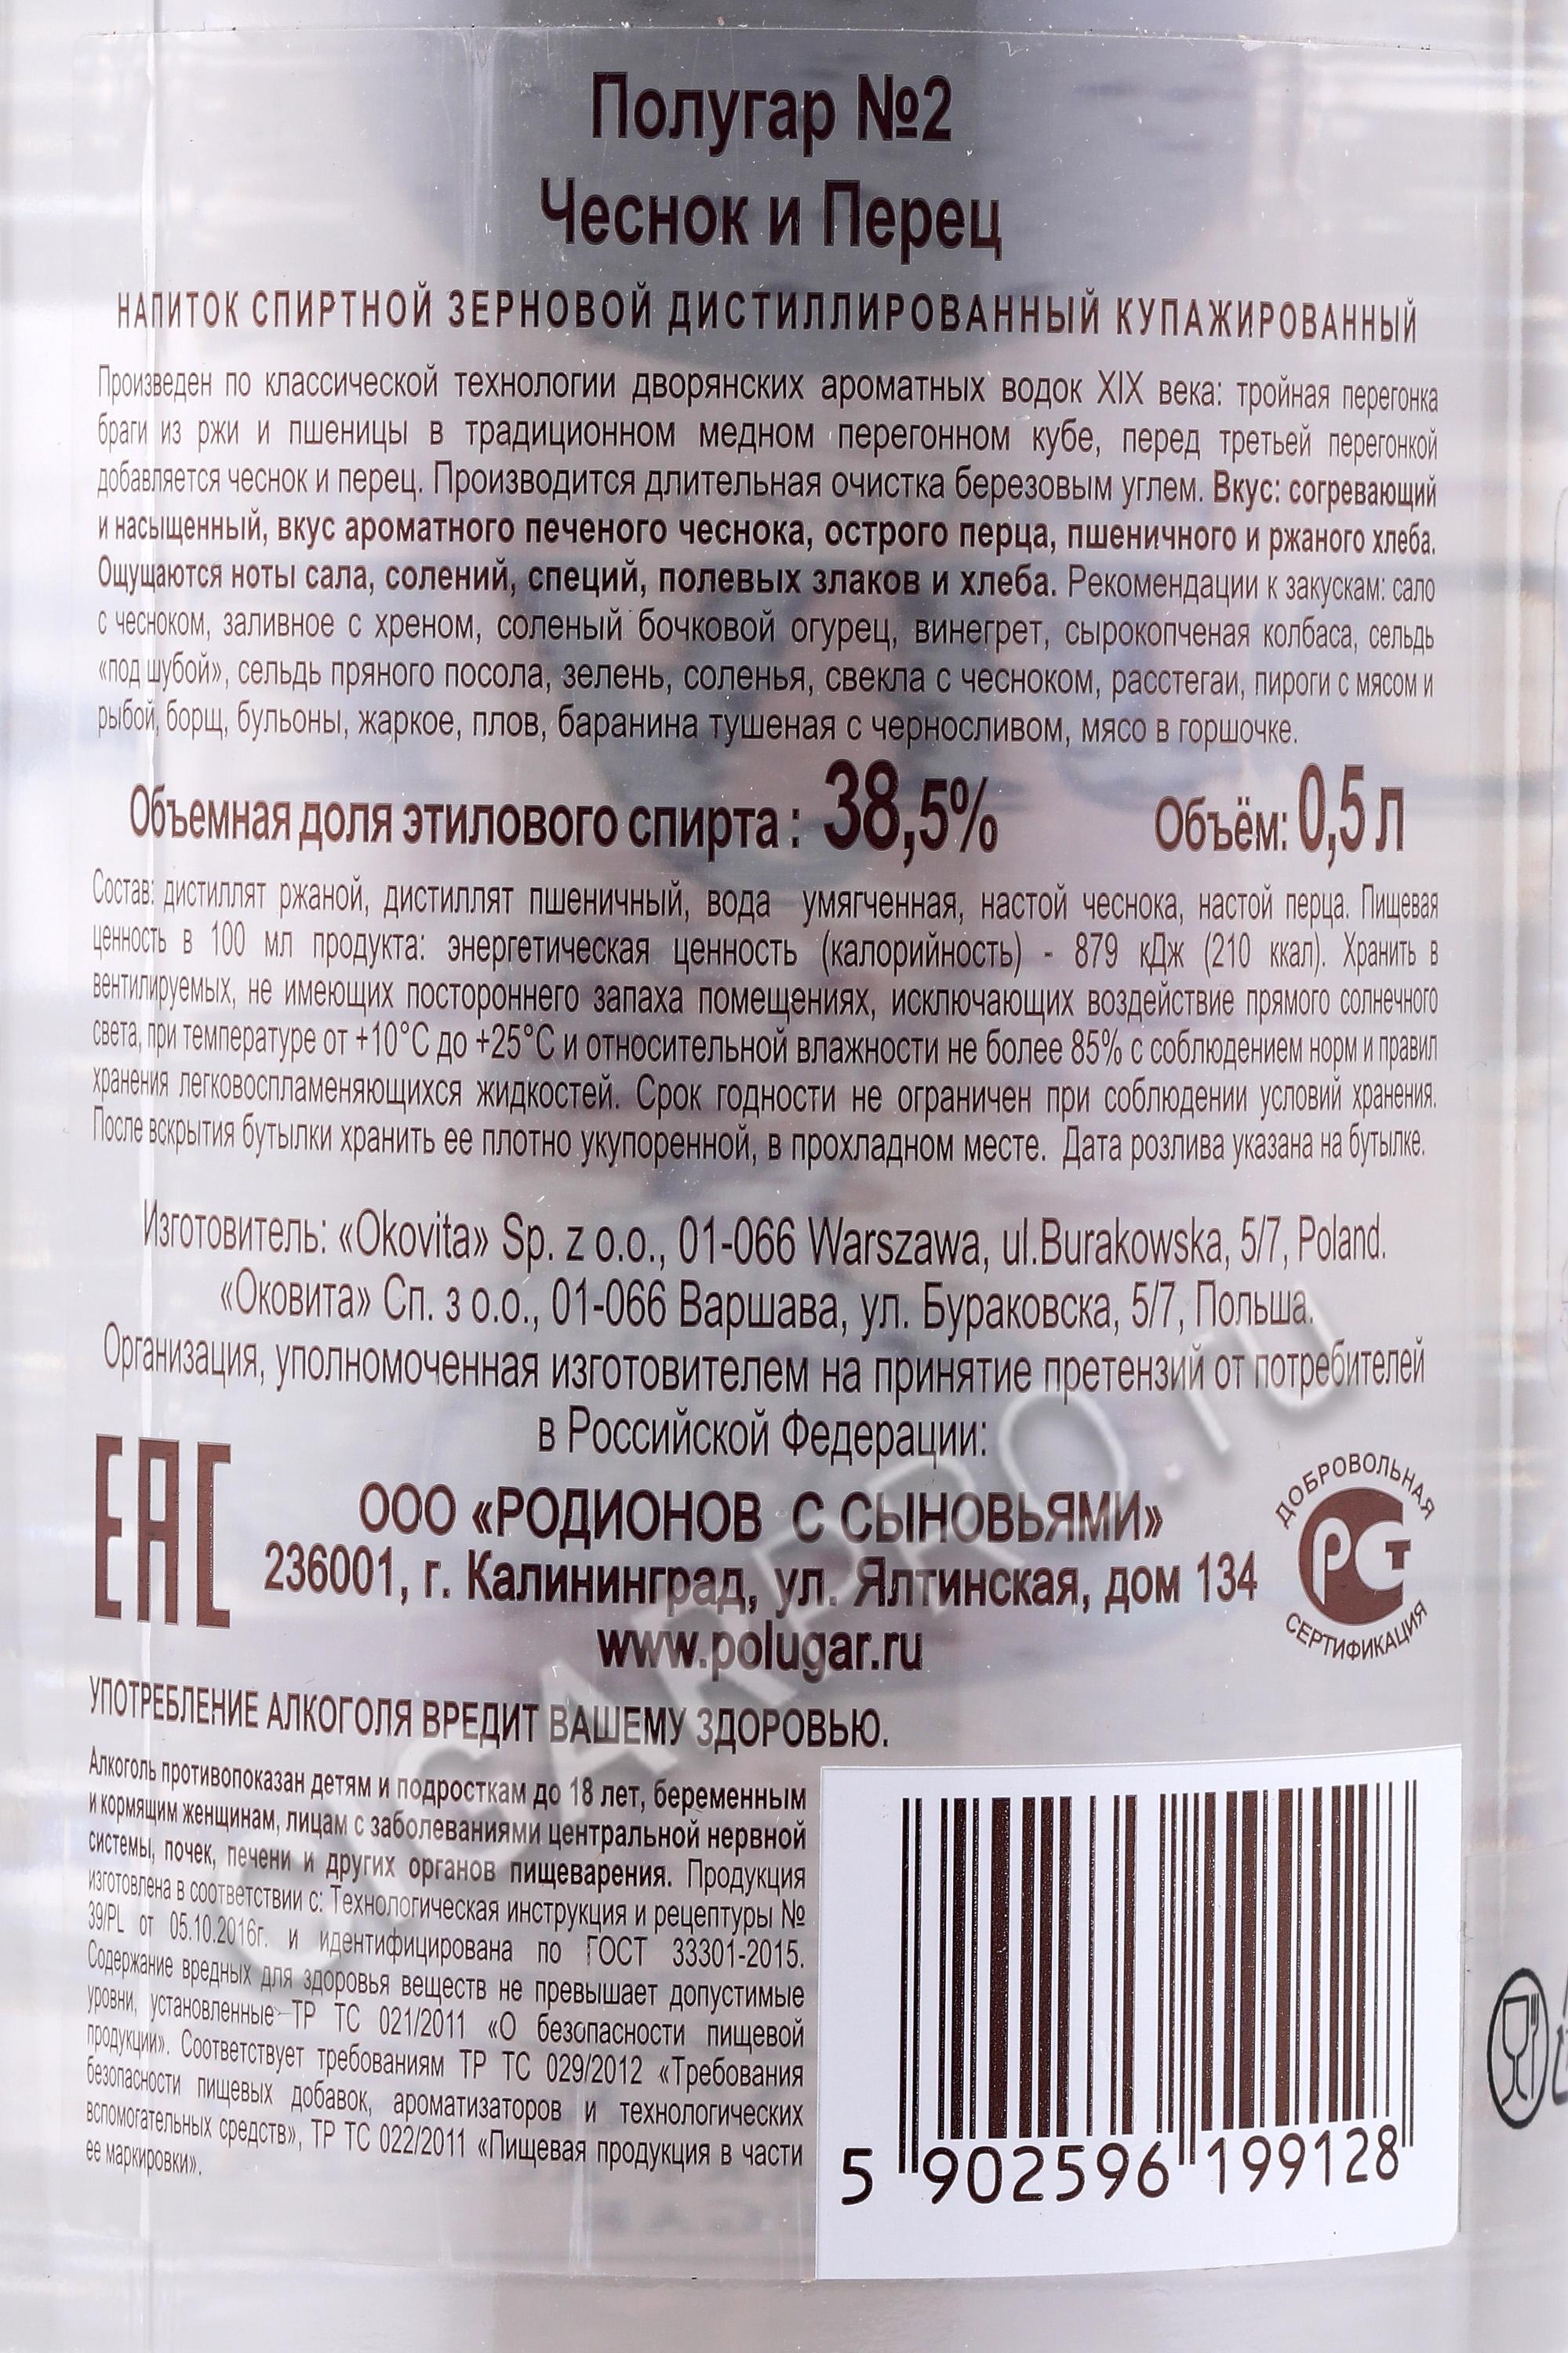 Полугар №2
Чеснок и Перец
НАПИТОК СПИРТНОЙ ЗЕРНОВОЙ ДИСТИЛЛИРОВАННЫЙ КУПАЖИРОВАННЫЙ
Произведен по классической технологии дворянских ароматных водок XIX века: тройная перегонка
браги из ржи и пшеницы в традиционном медном перегонном кубе, перед третьей перегонкой
добавляется чеснок и перец. Производится длительная очистка березовым углем. Вкус: согревающий
и насыщенный, вкус ароматного печеного чеснока, острого перца, пшеничного и ржаного хлеба.
Ощущаются ноты сала, солений, специй, полевых злаков и хлеба. Рекомендации к закускам: сало
с чесноком, заливное с хреном, соленый бочковой огурец, винегрет, сырокопченая колбаса, сельдь
«под шубой», сельдь пряного посола, зелень, соленья, свекла с чесноком, расстегаи, пироги с мясом и
рыбой, борщ, бульоны, жаркое, плов, баранина тушеная с черносливом, мясо в горшочке.
Объемная доля этилового спирта : 38,5% Объём: 0,5 л
Состав: дистиллят ржаной, дистиллят пшеничный, вода умягченная, настой чеснока, настой перца. Пищевая
ценность в 100 мл продукта: энергетическая ценность (калорийность) - 879 кДж (210 ккал). Хранить в
вентилируемых, не имеющих постороннего запаха помещениях, исключающих воздействие прямого солнечного
света, при температуре от +10°С до +25°С и относительной влажности не более 85% с соблюдением норм и правил
хранения легковоспламеняющихся жидкостей. Срок годности не ограничен при соблюдении условий хранения.
После вскрытия бутылки хранить ее плотно укупоренной, в прохладном месте. Дата розлива указана на бутылке.
Изготовитель: «Okovita» Sp. z o.o., 01-066 Warszawa, ul.Burakowska, 5/7, Poland.
«Оковита» Сп. з о.о., 01-066 Варшава, ул. Бураковска, 5/7, Польша.
Организация, уполномоченная изготовителем на принятие претензий от потребителей
в Российской Федерации:
ООО «РОДИОНОВ С СЫНОВЬЯМИ»
236001, г. Калининград, ул. Ялтинская, дом 134
www.polugar.ru
EAC
ДОБРОВОЛЬНАЯ
РСТ
СЕРТИФИКАЦИЯ
УПОТРЕБЛЕНИЕ АЛКОГОЛЯ ВРЕДИТ ВАШЕМУ ЗДОРОВЬЮ.
Алкоголь противопоказан детям и подросткам до 18 лет, беременным
и кормящим женщинам, лицам с заболеваниями центральной нервной
системы, почек, печени и других органов пищеварения. Продукция
изготовлена в соответствии с: Технологическая инструкция и рецептуры №
39/PL от 05.10.2016г. и идентифицирована по ГОСТ 33301-2015.
Содержание вредных для здоровья веществ не превышает допустимые
уровни, установленные ТР ТС 021/2011 «О безопасности пищевой
продукции». Соответствует требованиям ТР ТС 029/2012 «Требования
безопасности пищевых добавок, ароматизаторов и технологических
вспомогательных средств», ТР ТС 022/2011 «Пищевая продукция в части
ее маркировки».
5 902596 199128